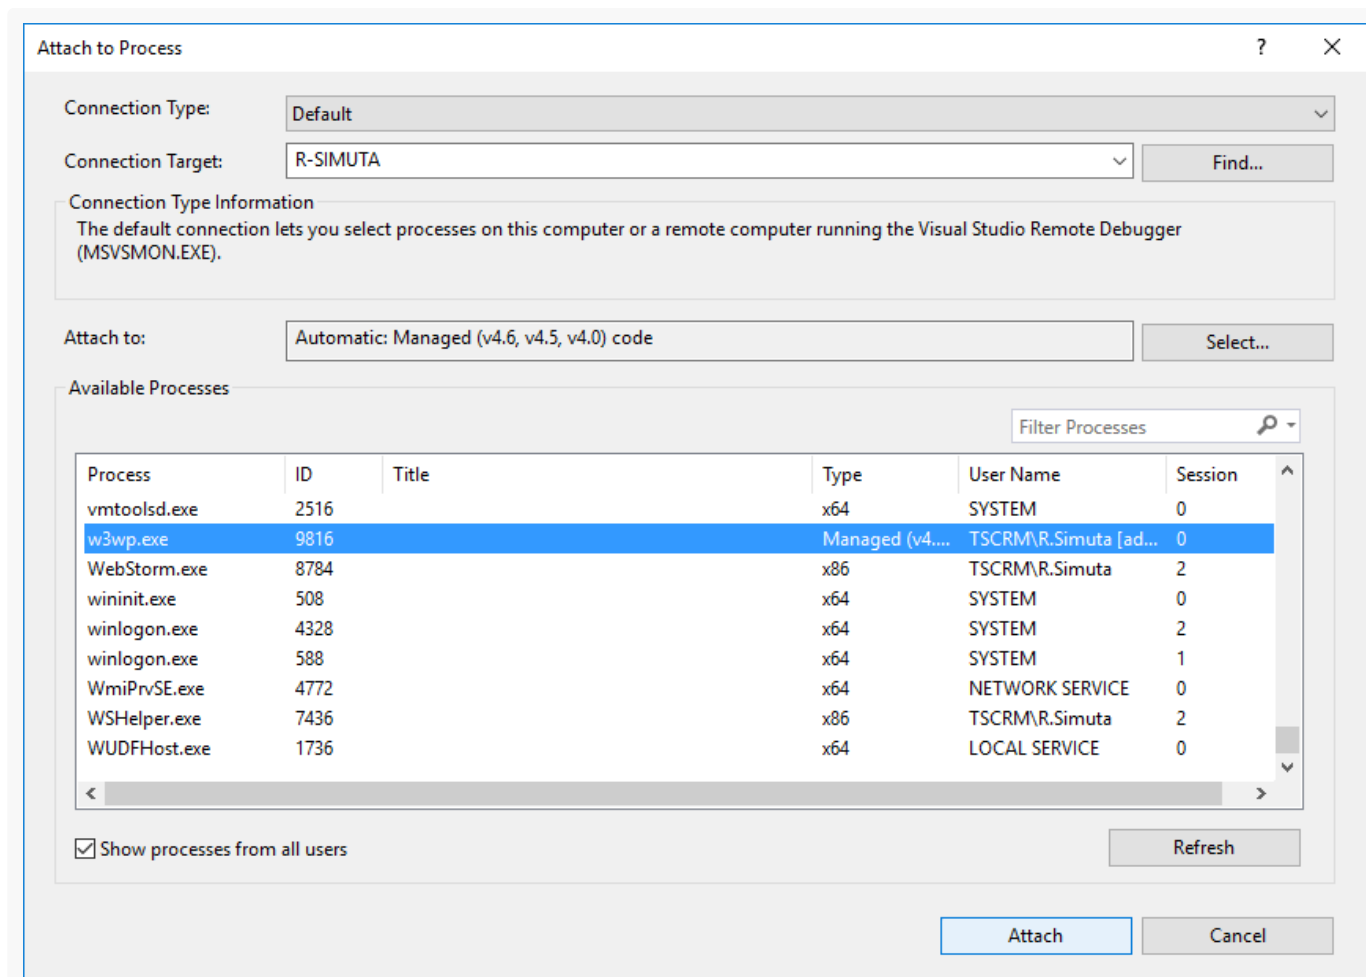 Attach to Process
?
Connection Type:
Default
Connection Target:
R-SIMUTA
Find...
Connection Type Information
The default connection lets you select processes on this computer or a remote computer running the Visual Studio Remote Debugger
(MSVSMON.EXE).
Attach to:
Automatic: Managed (v4.6, v4.5, v4.0) code
Select...
Available Processes
Filter Processes
Process ID Title Type User Name Session
vmtoolsd.exe 2516 x64 SYSTEM 0
w3wp.exe 9816 Managed (v4.... TSCRM\R.Simuta [ad... 0
WebStorm.exe 8784 x86 TSCRM\R.Simuta 2
wininit.exe 508 x64 SYSTEM 0
winlogon.exe 4328 x64 SYSTEM 2
winlogon.exe 588 x64 SYSTEM 1
WmiPrvSE.exe 4772 x64 NETWORK SERVICE 0
WSHelper.exe 7436 x86 TSCRM\R.Simuta 2
WUDFHost.exe 1736 x64 LOCAL SERVICE 0
Show processes from all users
Refresh
Attach
Cancel